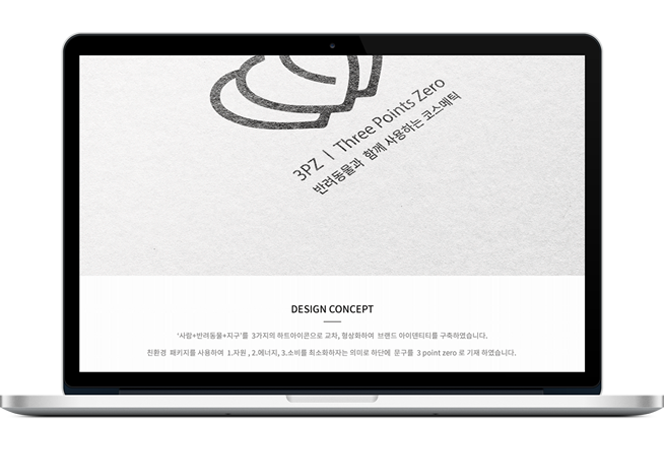 3PZ | Three Points Zero
반려동물과 함께 사용하는 코스메틱
DESIGN CONCEPT
'사람+반려동물+지구'를 3가지의 하트아이콘으로 교차, 형상화하여 브랜드 아이덴티티를 구축하였습니다.
친환경 패키지를 사용하여 1.자원 , 2.에너지, 3.소비를 최소화하자는 의미로 하단에 문구를 3 point zero 로 기재 하였습니다.